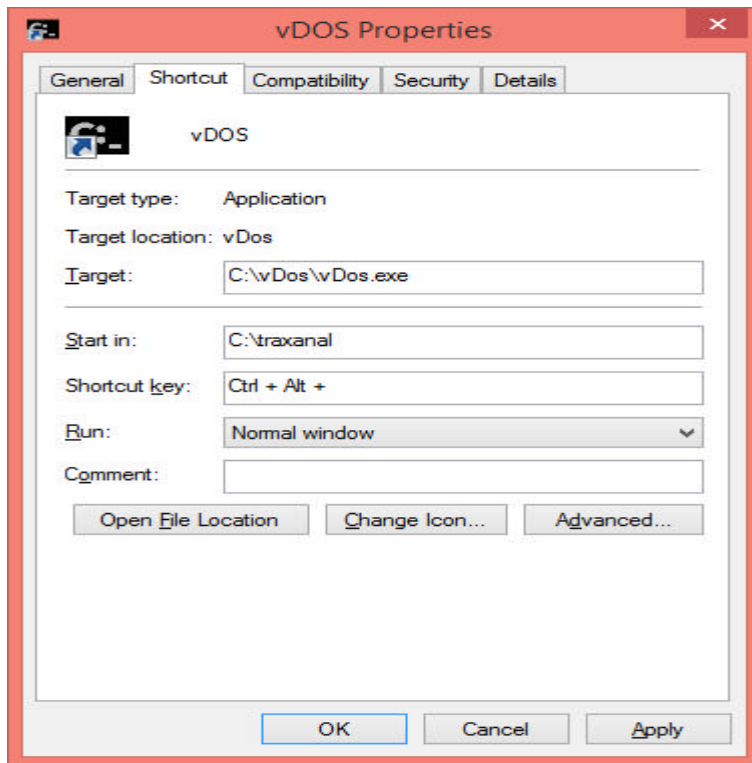 vDOS Properties
General Shortcut Compatibility Security Details
vDOS
Target type: Application
Target location: vDos
Target: C:\vDos\vDos.exe
Start in: C:\traxanal
Shortcut key: Ctrl + Alt +
Run: Normal window
Comment:
Open File Location Change Icon... Advanced...
OK Cancel Apply